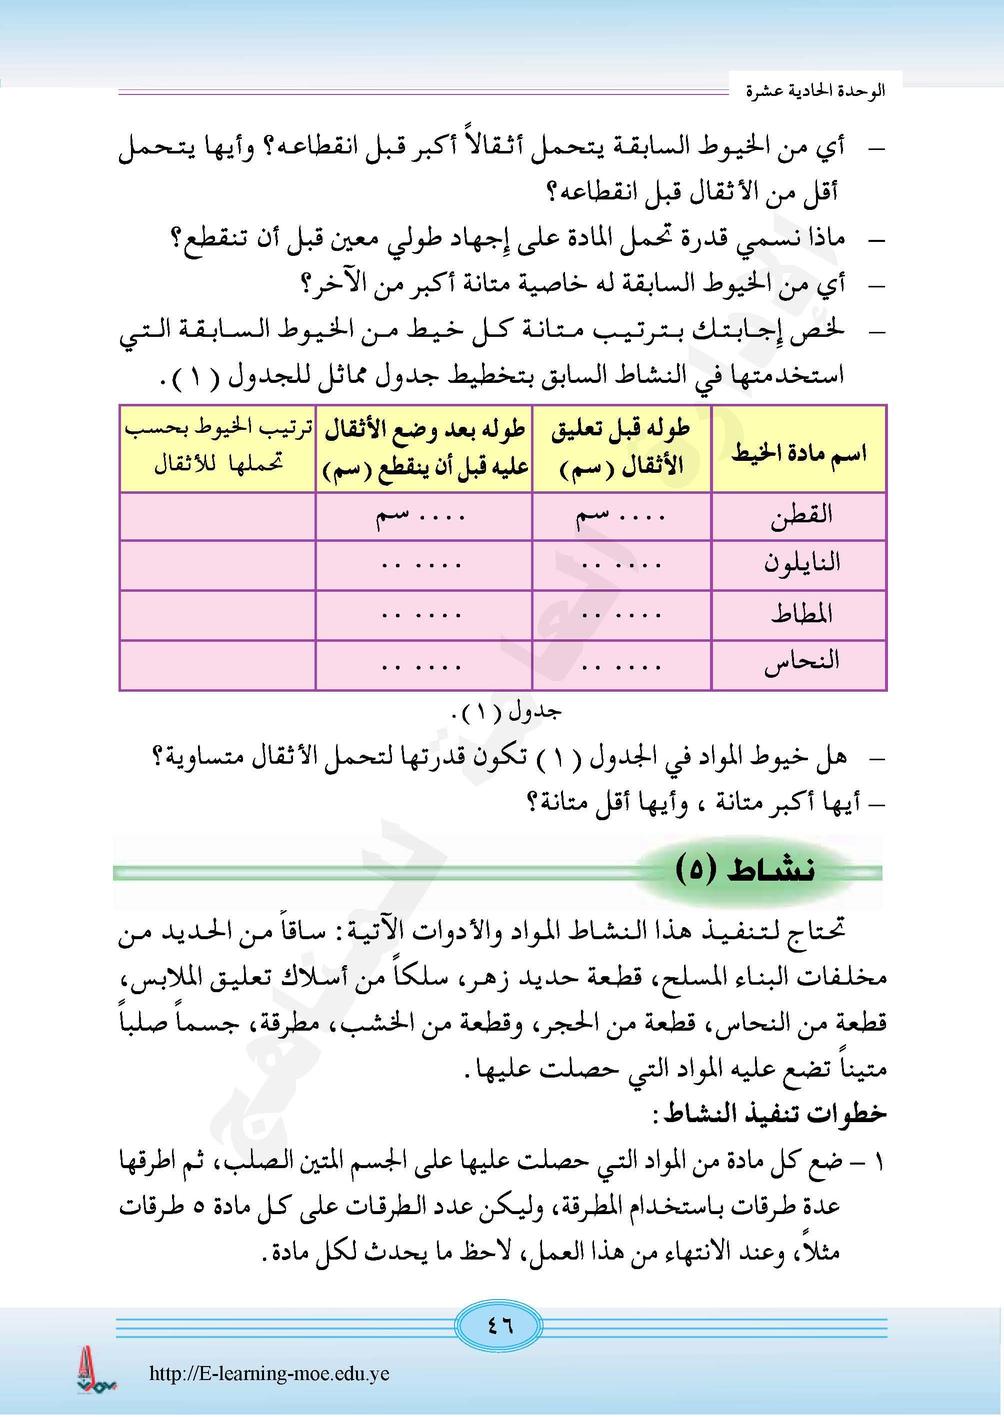 الوحدة الحادية عشرة
– أي من الخيوط السابقة يتحمل أثقالاً أكبر قبل انقطاعه؟ وأيها يتحمل
أقل من الأثقال قبل انقطاعه؟
– ماذا نسمي قدرة تحمل المادة على إجهاد طولي معين قبل أن تنقطع؟
– أي من الخيوط السابقة له خاصية متانة أكبر من الآخر؟
– لخص إجابتك بترتيب متانة كل خيط من الخيوط السابقة التي
استخدمتها في النشاط السابق بتخطيط جدول مماثل للجدول (١).
اسم مادة الخيط
طوله قبل تعليق
الأثقال (سم)
طوله بعد وضع الأثقال
عليه قبل أن ينقطع (سم)
ترتيب الخيوط بحسب
تحملها للأثقال
القطن .... سم .... سم
النايلون .... .. .... ..
المطاط .... .. .... ..
النحاس .... .. .... ..
جدول (١).
– هل خيوط المواد في الجدول (١) تكون قدرتها لتحمل الأثقال متساوية؟
– أيها أكبر متانة ، وأيها أقل متانة؟
نشاط (٥)
تحتاج لتنفيذ هذا النشاط المواد والأدوات الآتية: ساقاً من الحديد من
مخلفات البناء المسلح، قطعة حديد زهر، سلكاً من أسلاك تعليق الملابس،
قطعة من النحاس، قطعة من الحجر، وقطعة من الخشب، مطرقة، جسماً صلباً
متيناً تضع عليه المواد التي حصلت عليها.
خطوات تنفيذ النشاط:
١ – ضع كل مادة من المواد التي حصلت عليها على الجسم المتين الصلب، ثم اطرقها
عدة طرقات باستخدام المطرقة، وليكن عدد الطرقات على كل مادة ٥ طرقات
مثلاً، وعند الانتهاء من هذا العمل، لاحظ ما يحدث لكل مادة.
٤٦
http://E-learning-moe.edu.ye
الإدارة العامة للمناهج